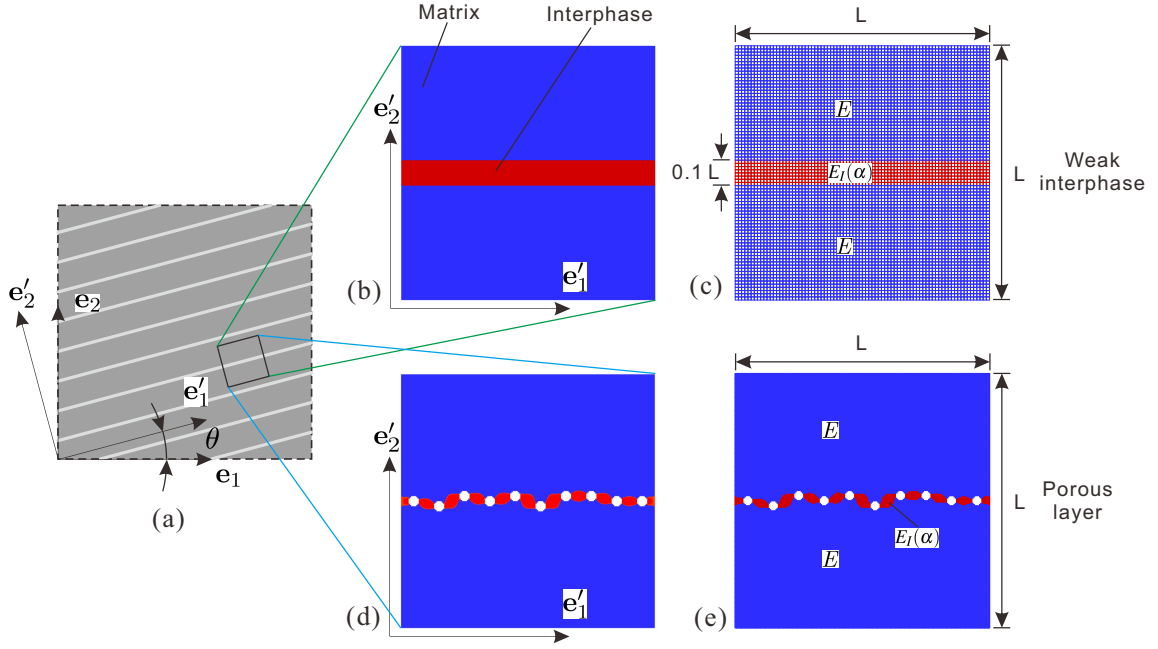 Matrix
Interphase
L
e′₂
E
0.1 L
E_I(α)
L
Weak
interphase
E
e′₁
(b)
(c)
e′₂
e₂
e′₁
θ
e₁
(a)
L
e′₂
E
L
Porous
layer
E_I(α)
E
e′₁
(d)
(e)